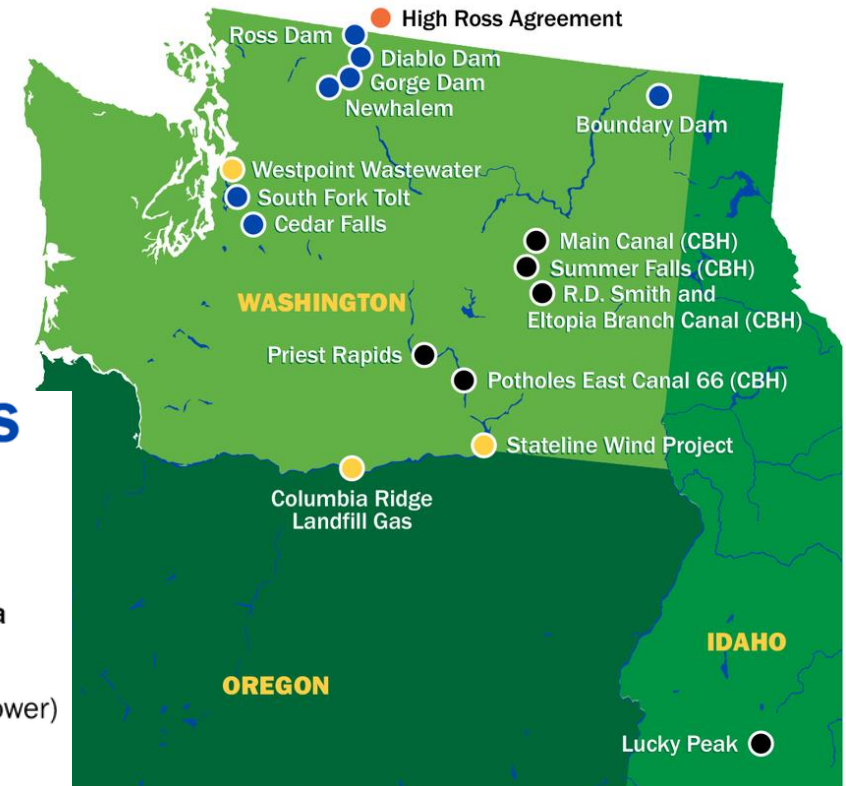 High Ross Agreement
Ross Dam
Diablo Dam
Gorge Dam
Newhalem
Boundary Dam
Westpoint Wastewater
South Fork Tolt
Cedar Falls
Main Canal (CBH)
Summer Falls (CBH)
R.D. Smith and
Eltopia Branch Canal (CBH)
WASHINGTON
Priest Rapids
Potholes East Canal 66 (CBH)
Stateline Wind Project
Columbia Ridge
Landfill Gas
IDAHO
OREGON
Lucky Peak